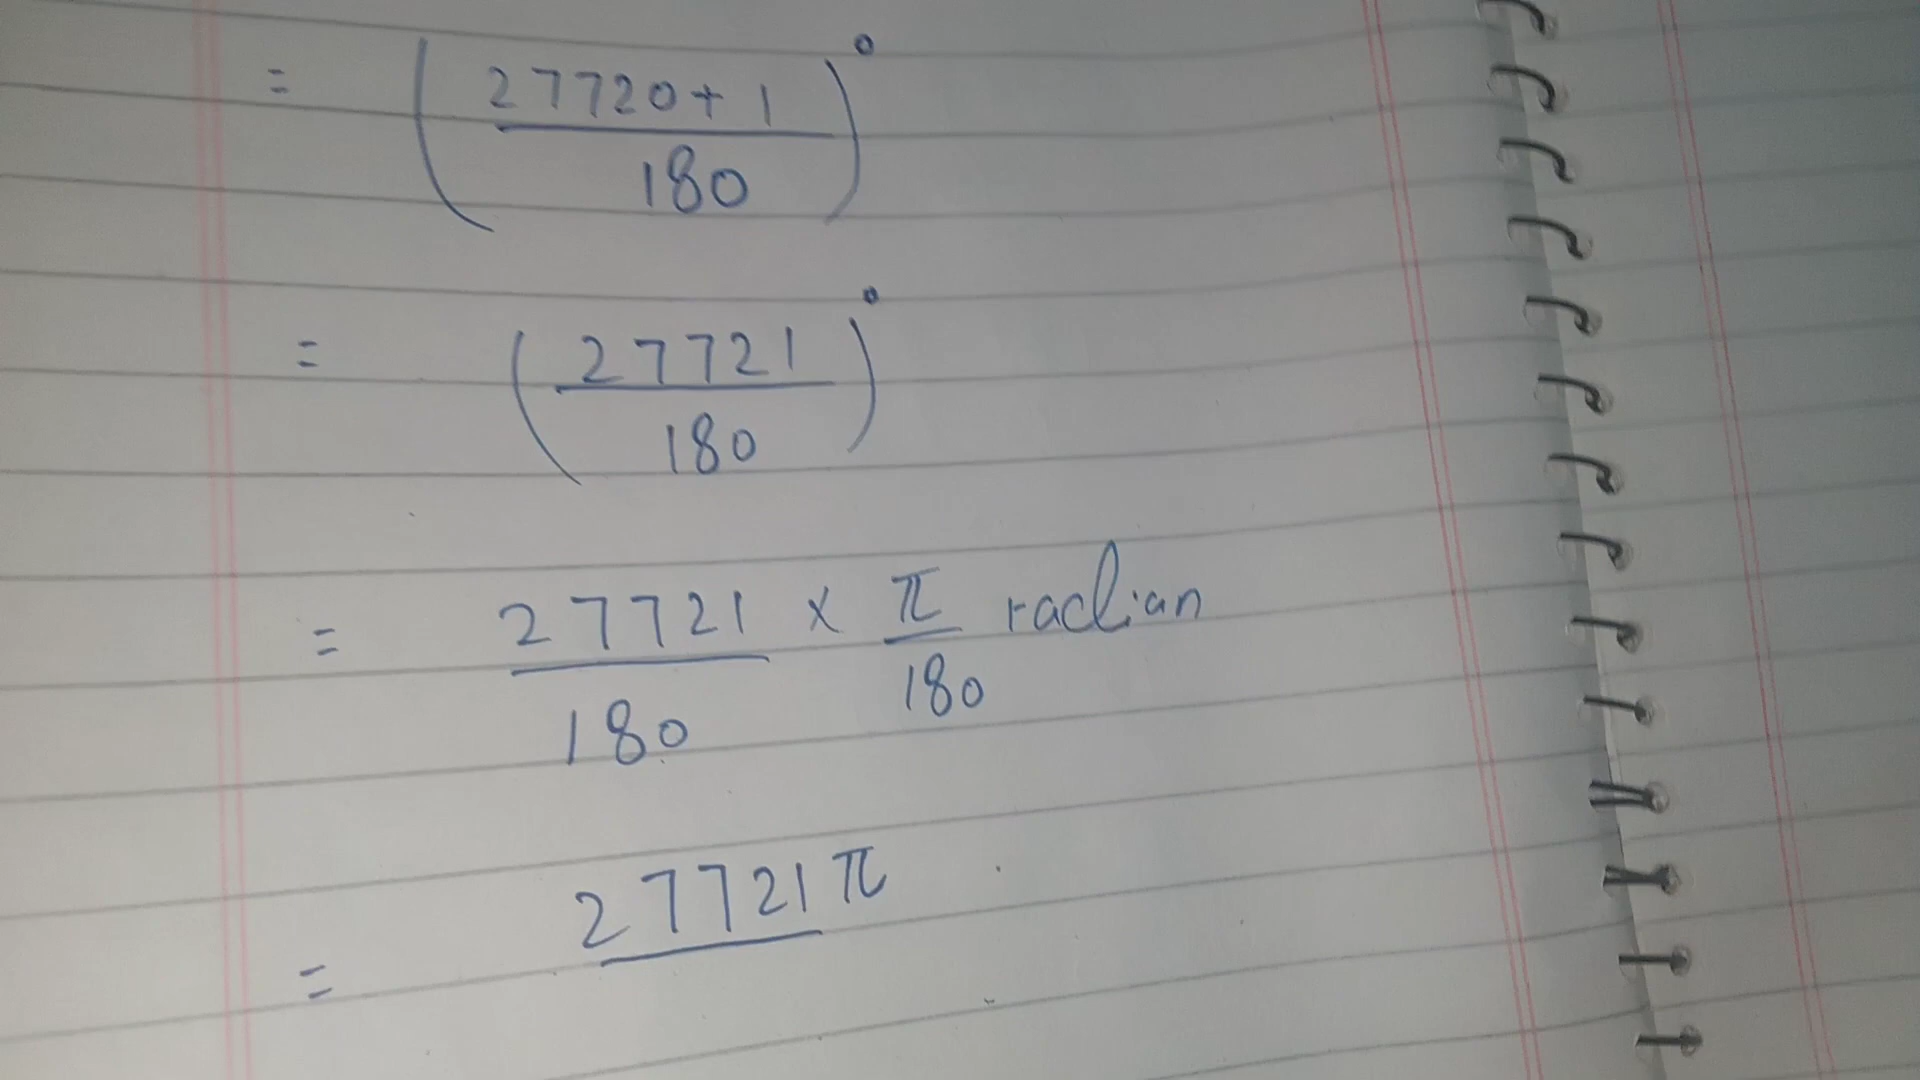 = (27720+1
180)°
= (27721
180)°
= 27721 × π radian
180 180
= 27721π